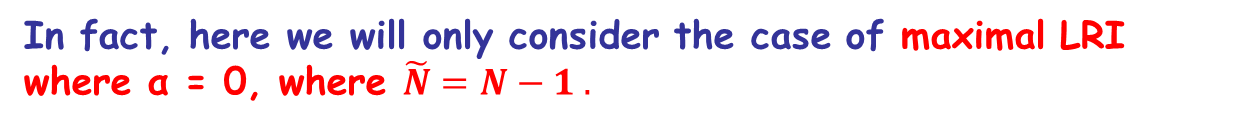 In fact, here we will only consider the case of maximal LRI
where α = 0, where Ñ = N − 1.